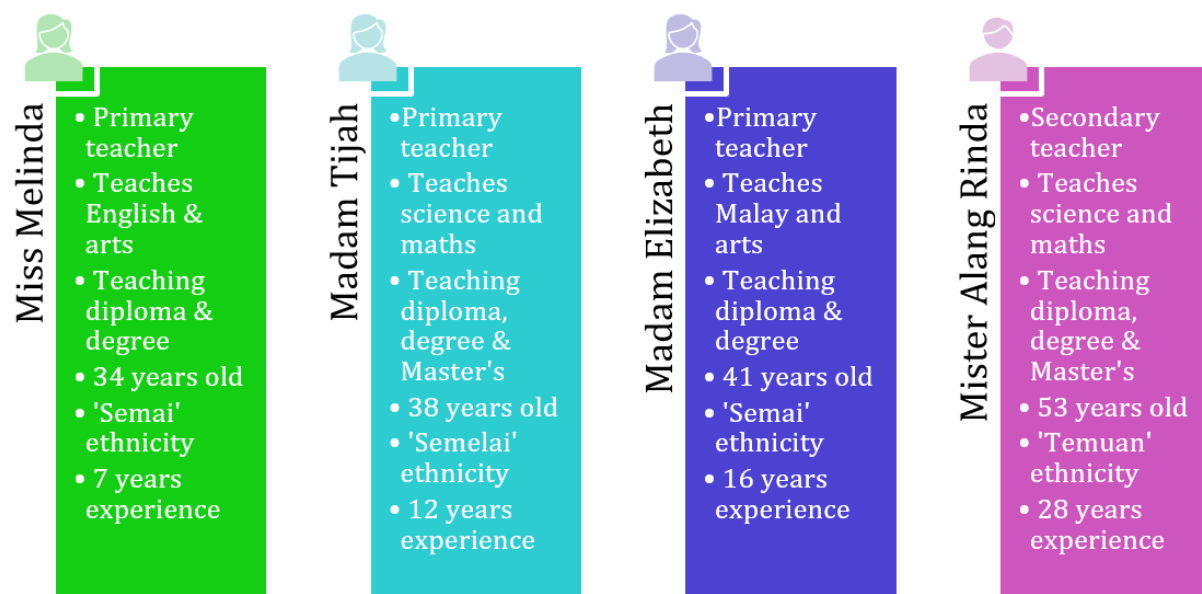 Miss Melinda
• Primary
teacher
• Teaches
English &
arts
• Teaching
diploma &
degree
• 34 years old
• 'Semai'
ethnicity
• 7 years
experience
Madam Tijah
•Primary
teacher
• Teaches
science and
maths
• Teaching
diploma,
degree &
Master's
• 38 years old
• 'Semelai'
ethnicity
• 12 years
experience
Madam Elizabeth
•Primary
teacher
• Teaches
Malay and
arts
• Teaching
diploma &
degree
• 41 years old
• 'Semai'
ethnicity
• 16 years
experience
Mister Alang Rinda
•Secondary
teacher
• Teaches
science and
maths
• Teaching
diploma,
degree &
Master's
• 53 years old
• 'Temuan'
ethnicity
• 28 years
experience